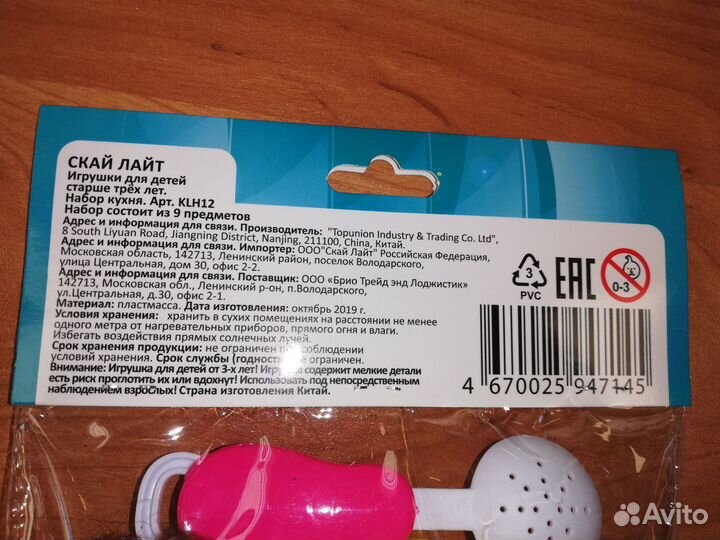 СКАЙ ЛАЙТ
Игрушки для детей
старше трёх лет.
Набор кухня. Арт. KLH12
Набор состоит из 9 предметов
Адрес и информация для связи. Производитель: "Topunion Industry & Trading Co. Ltd",
8 South Liyuan Road, Jiangning District, Nanjing, 211100, China, Китай.
Адрес и информация для связи. Импортер: ООО"Скай Лайт" Российская Федерация,
Московская область, 142713, Ленинский район, поселок Володарского,
улица Центральная, дом 30, офис 2-2.
Адрес и информация для связи. Поставщик: ООО «Брио Трейд энд Лоджистик»
142713, Московская обл., Ленинский р-он, п.Володарского,
ул.Центральная, д.30, офис 2-1.
Материал: пластмасса. Дата изготовления: октябрь 2019 г.
Условия хранения: хранить в сухих помещениях на расстоянии не менее
одного метра от нагревательных приборов, прямого огня и влаги.
Избегать воздействия прямых солнечных лучей.
Срок хранения продукции: не ограничен при соблюдении
условий хранения. Срок службы (годности): не ограничен.
Внимание: Игрушка для детей от 3-х лет! Игрушка содержит мелкие детали
есть риск проглотить их или вдохнут! Использовать под непосредственным
наблюдением взрослых! Страна изготовления Китай.
3
PVC
EAC
0-3
4 670025 947145
Avito